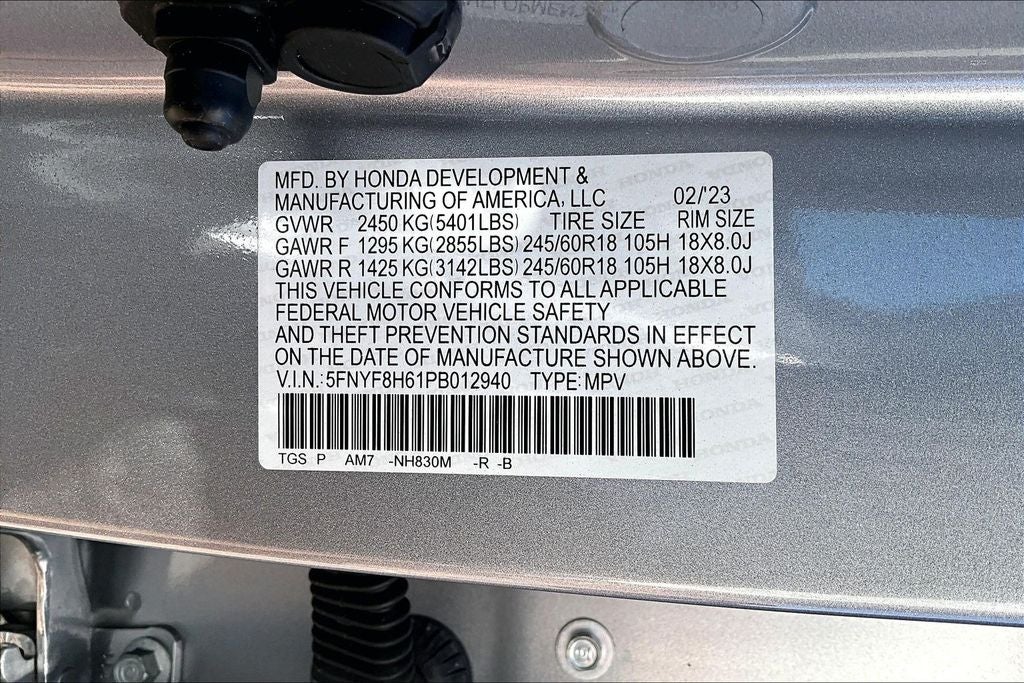 MFD. BY HONDA DEVELOPMENT &
MANUFACTURING OF AMERICA, LLC 02/'23
GVWR 2450 KG(5401LBS) TIRE SIZE RIM SIZE
GAWR F 1295 KG(2855LBS) 245/60R18 105H 18X8.0J
GAWR R 1425 KG(3142LBS) 245/60R18 105H 18X8.0J
THIS VEHICLE CONFORMS TO ALL APPLICABLE
FEDERAL MOTOR VEHICLE SAFETY
AND THEFT PREVENTION STANDARDS IN EFFECT
ON THE DATE OF MANUFACTURE SHOWN ABOVE.
V.I.N.: 5FNYF8H61PB012940 TYPE: MPV
TGS P AM7 -NH830M -R -B